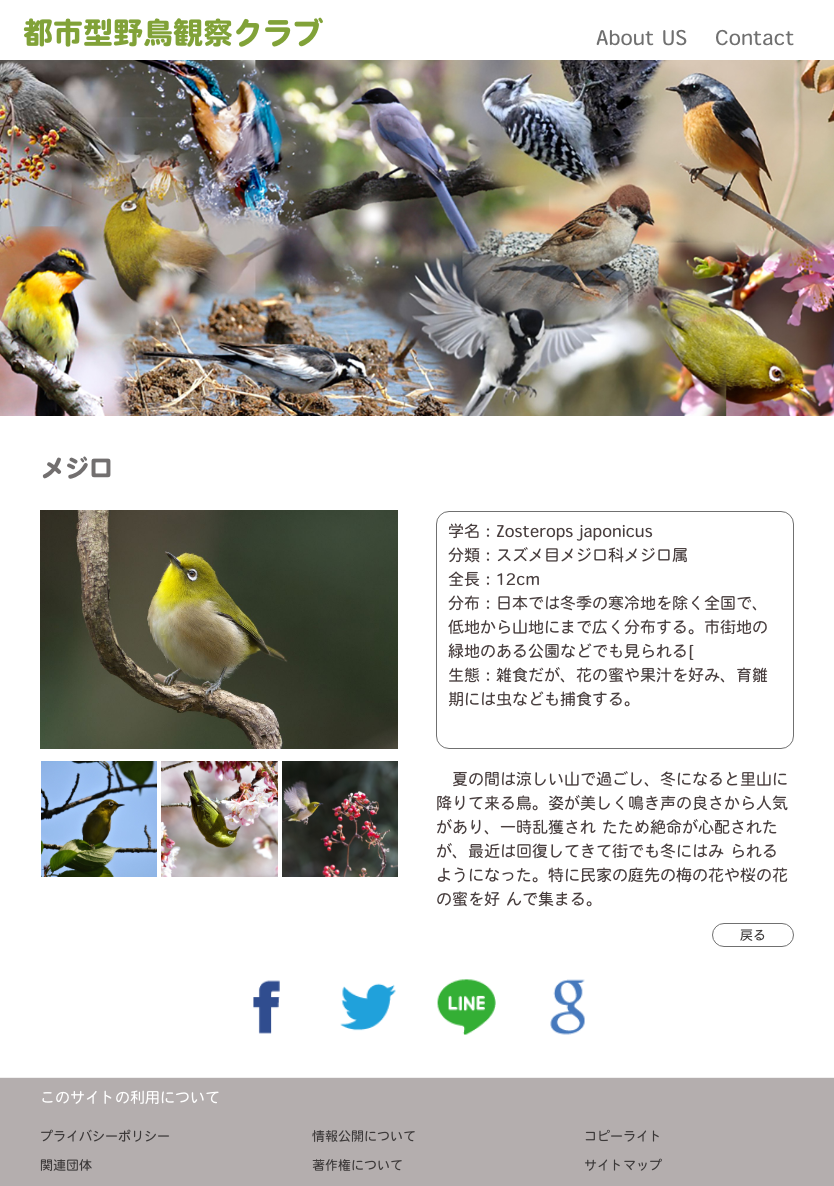 都市型野鳥観察クラブ
About US Contact
メジロ
学名：Zosterops japonicus
分類：スズメ目メジロ科メジロ属
全長：12cm
分布：日本では冬季の寒冷地を除く全国で、
低地から山地にまで広く分布する。市街地の
緑地のある公園などでも見られる[
生態：雑食だが、花の蜜や果汁を好み、育雛
期には虫なども捕食する。
　夏の間は涼しい山で過ごし、冬になると里山に
降りて来る鳥。姿が美しく鳴き声の良さから人気
があり、一時乱獲され たため絶命が心配された
が、最近は回復してきて街でも冬にはみ られる
ようになった。特に民家の庭先の梅の花や桜の花
の蜜を好 んで集まる。
戻る
f LINE g
このサイトの利用について
プライバシーポリシー 情報公開について コピーライト
関連団体 著作権について サイトマップ